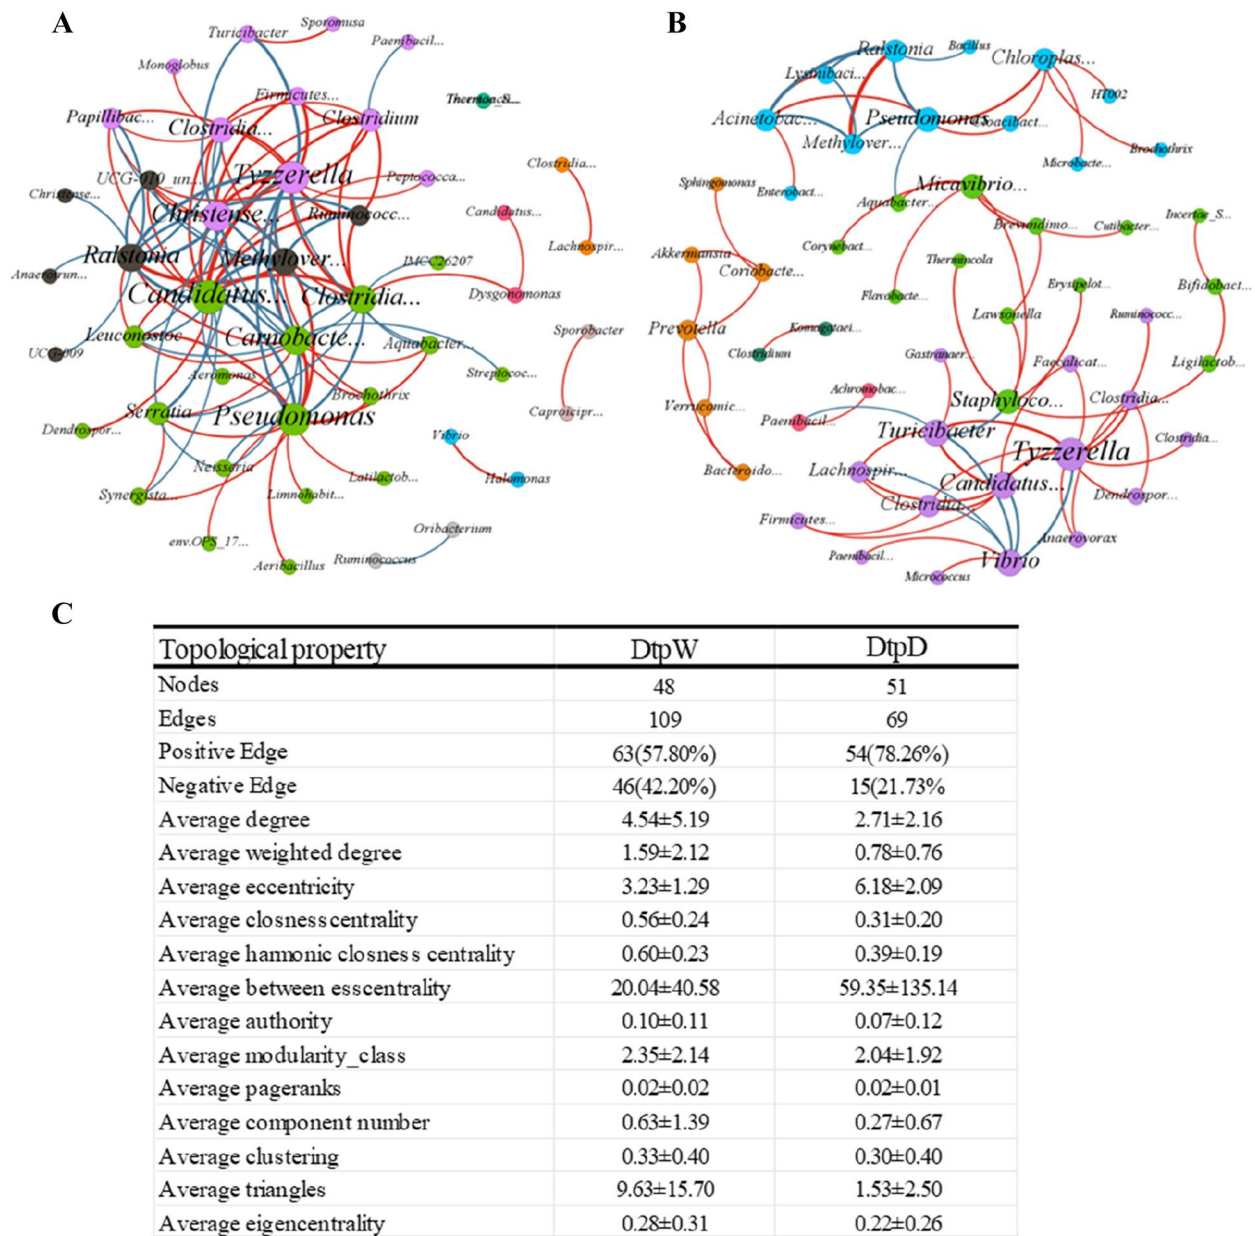 A
Turicibacter
Sporomusa
Paenibacil...
Monoglobus
Firmicutes...
Papillibac...
Clostridia...
Clostridium
Tyzzerella
UCG-010_un...
Peptococca...
Christense...
Christense...
Ruminococc...
Ralstonia
Methylover...
IMCC26207
Anaerotrun...
Candidatus...
Clostridia...
Dysgonomonas
Clostridia...
Candidatus...
Lachnospir...
Leuconostoc
Carnobacte...
Aquabacter...
Sporobacter
UCG-009
Aeromonas
Streptococ...
Brochothrix
Serratia
Pseudomonas
Caproicipr...
Dendrospor...
Vibrio
Neisseria
Latilactob...
Halomonas
Synergista...
Limnohabit...
env.OPS_17...
Oribacterium
Aeribacillus
Ruminococcus
B
Ralstonia
Bacillus
Chloroplas...
Lysinibaci...
HT002
Acinetobac...
Pseudomonas
Cloacibact...
Methylover...
Brochothrix
Microbacte...
Sphingomonas
Enterobact...
Micavibrio...
Aquabacter...
Brevundimo...
Cutibacter...
Incertae_S...
Corynebact...
Akkermansia
Coriobacte...
Thermincola
Flavobacte...
Erysipelot...
Bifidobact...
Prevotella
Komagataei...
Lawsonella
Ruminococc...
Clostridium
Gastranaer...
Faecalicat...
Ligilactob...
Achromobac...
Verrucomic...
Paenibacil...
Staphyloco...
Clostridia...
Turicibacter
Tyzzerella
Clostridia...
Bacteroido...
Lachnospir...
Candidatus...
Dendrospor...
Clostridia...
Firmicutes...
Anaerovorax
Paenibacil...
Vibrio
Micrococcus
C
Topological property DtpW DtpD
Nodes 48 51
Edges 109 69
Positive Edge 63(57.80%) 54(78.26%)
Negative Edge 46(42.20%) 15(21.73%
Average degree 4.54±5.19 2.71±2.16
Average weighted degree 1.59±2.12 0.78±0.76
Average eccentricity 3.23±1.29 6.18±2.09
Average closnesscentrality 0.56±0.24 0.31±0.20
Average harmonic closness centrality 0.60±0.23 0.39±0.19
Average between esscentrality 20.04±40.58 59.35±135.14
Average authority 0.10±0.11 0.07±0.12
Average modularity_class 2.35±2.14 2.04±1.92
Average pageranks 0.02±0.02 0.02±0.01
Average component number 0.63±1.39 0.27±0.67
Average clustering 0.33±0.40 0.30±0.40
Average triangles 9.63±15.70 1.53±2.50
Average eigencentrality 0.28±0.31 0.22±0.26